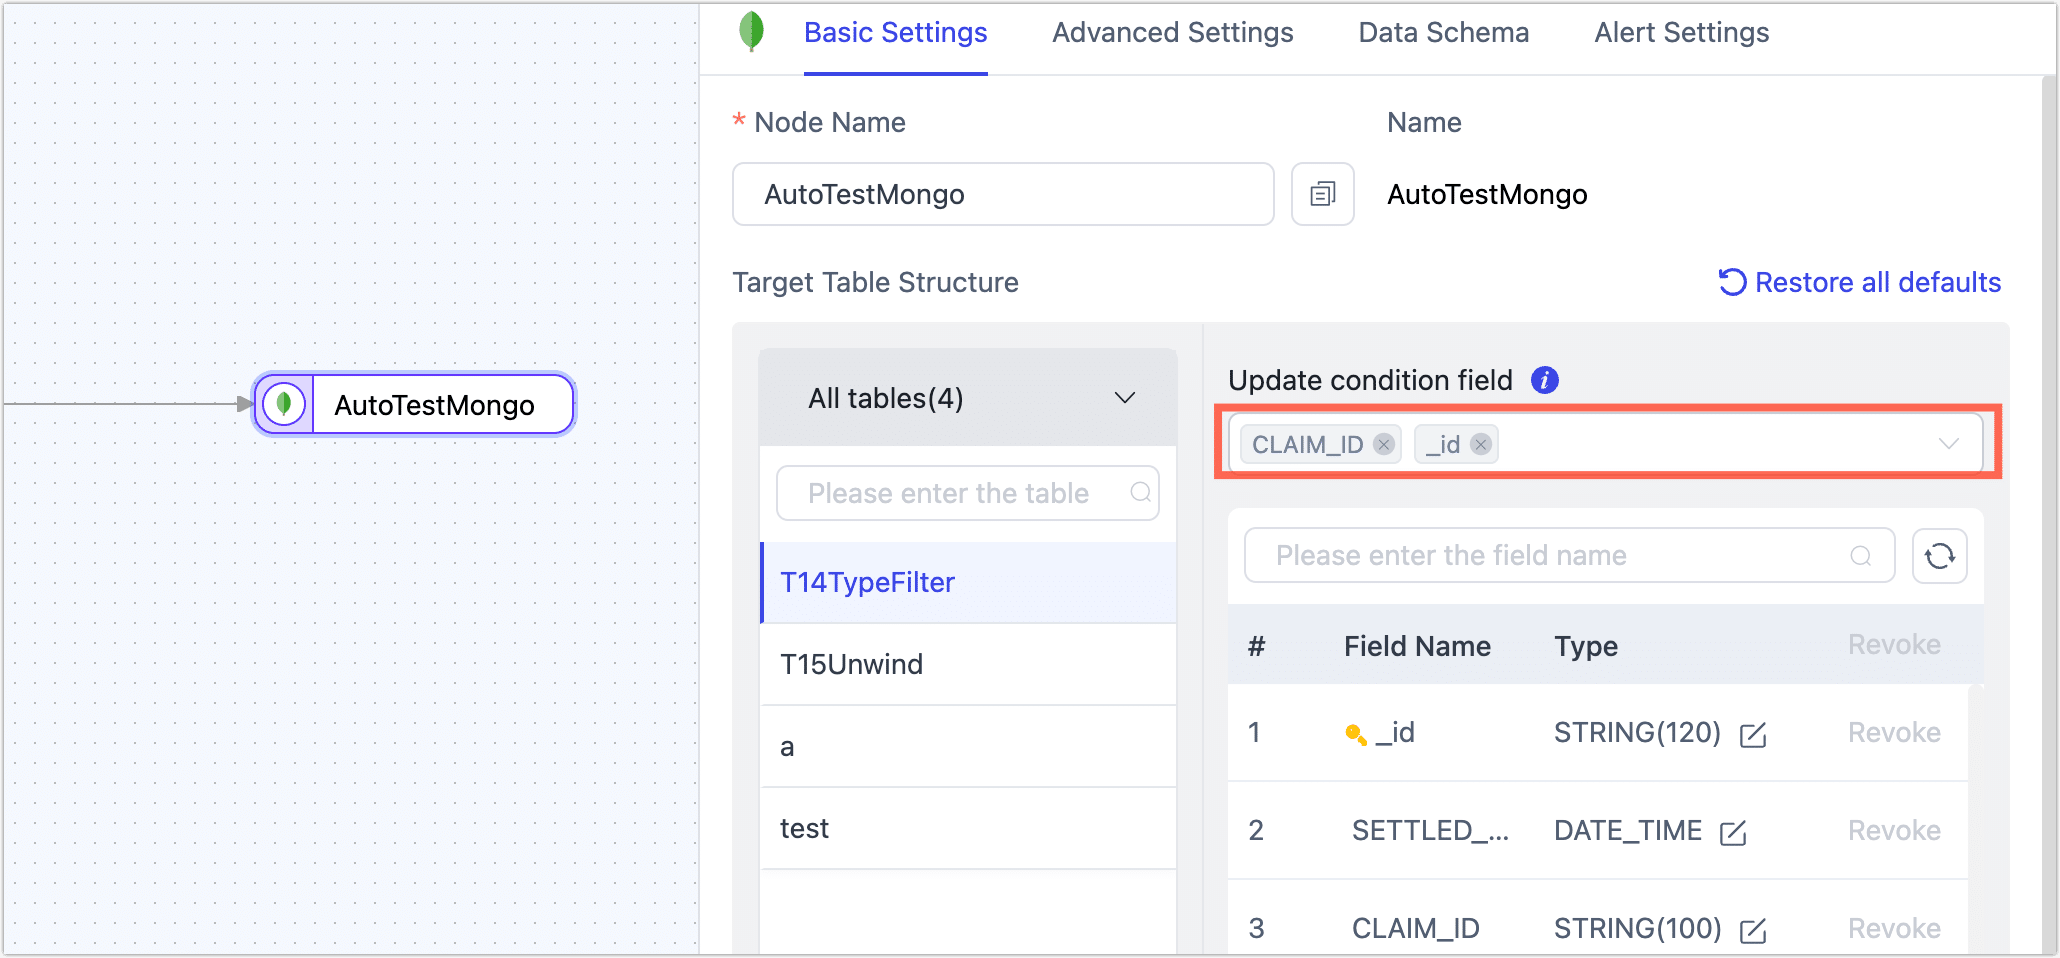 Basic Settings Advanced Settings Data Schema Alert Settings
* Node Name Name
AutoTestMongo AutoTestMongo
Target Table Structure Restore all defaults
AutoTestMongo
All tables(4)
Please enter the table
T14TypeFilter
T15Unwind
a
test
Update condition field i
CLAIM_ID _id
Please enter the field name
# Field Name Type Revoke
1 _id STRING(120) Revoke
2 SETTLED_... DATE_TIME Revoke
3 CLAIM_ID STRING(100) Revoke